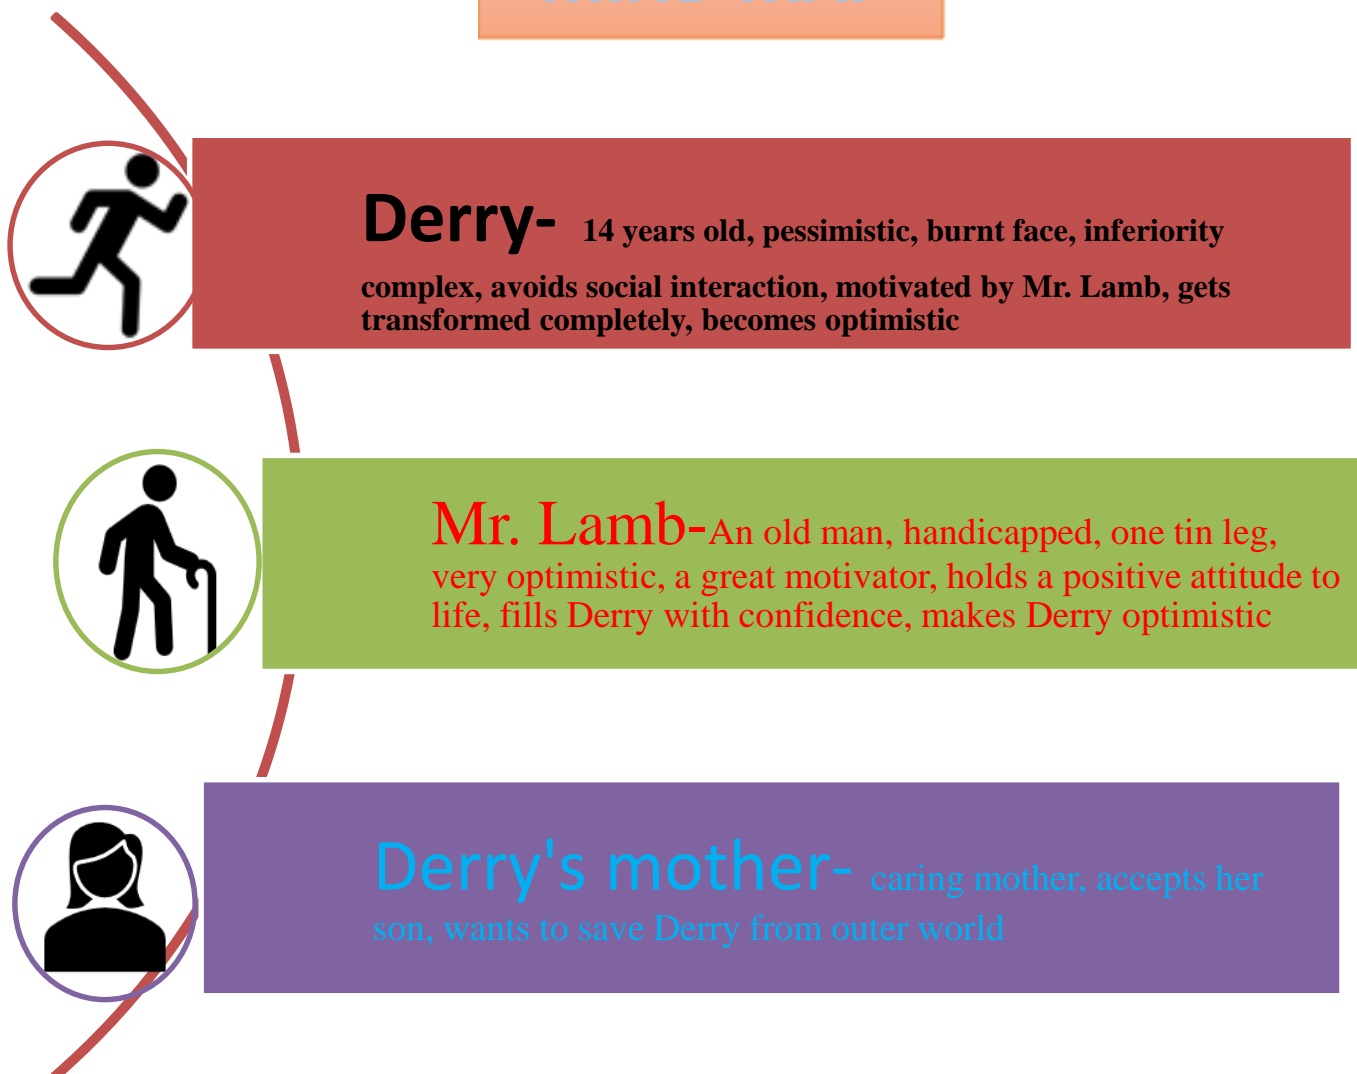 Derry- 14 years old, pessimistic, burnt face, inferiority
complex, avoids social interaction, motivated by Mr. Lamb, gets
transformed completely, becomes optimistic
Mr. Lamb-An old man, handicapped, one tin leg,
very optimistic, a great motivator, holds a positive attitude to
life, fills Derry with confidence, makes Derry optimistic
Derry's mother- caring mother, accepts her
son, wants to save Derry from outer world